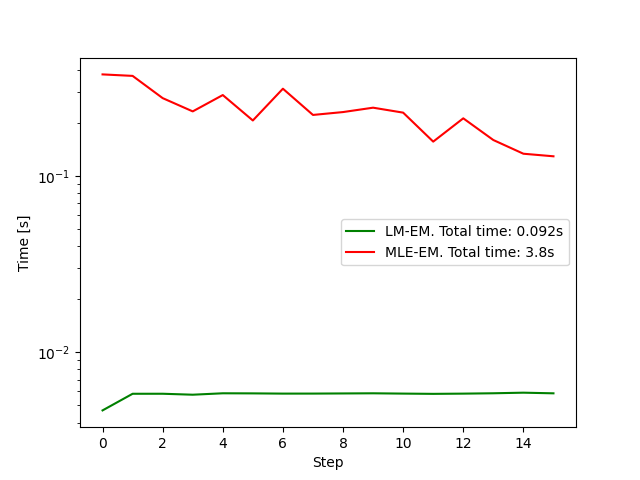 10⁻¹
10⁻²
Time [s]
LM-EM. Total time: 0.092s
MLE-EM. Total time: 3.8s
0 2 4 6 8 10 12 14
Step